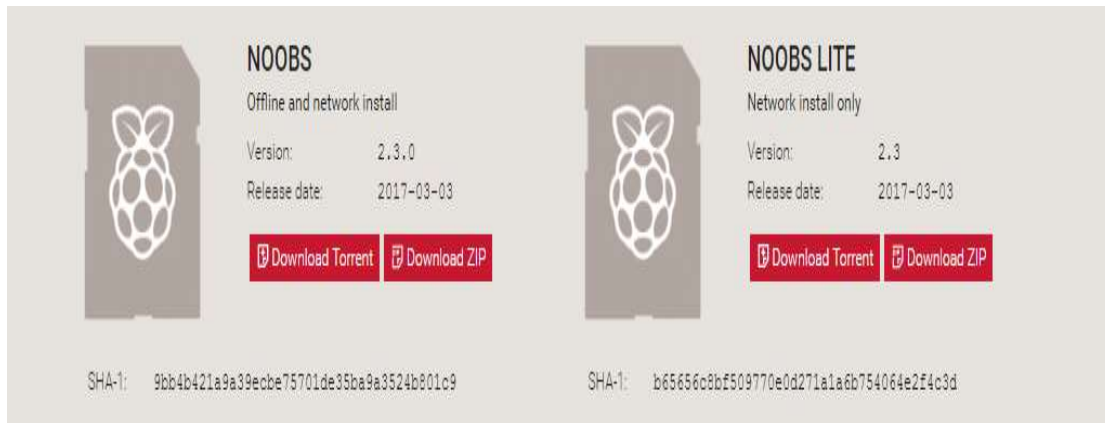 NOOBS
Offline and network install
Version: 2.3.0
Release date: 2017-03-03
Download Torrent Download ZIP
SHA-1: 9bb4b421a9a39ecbe75701de35ba9a3524b801c9
NOOBS LITE
Network install only
Version: 2.3
Release date: 2017-03-03
Download Torrent Download ZIP
SHA-1: b65656c8bf509770e0d271a1a6b754064e2f4c3d